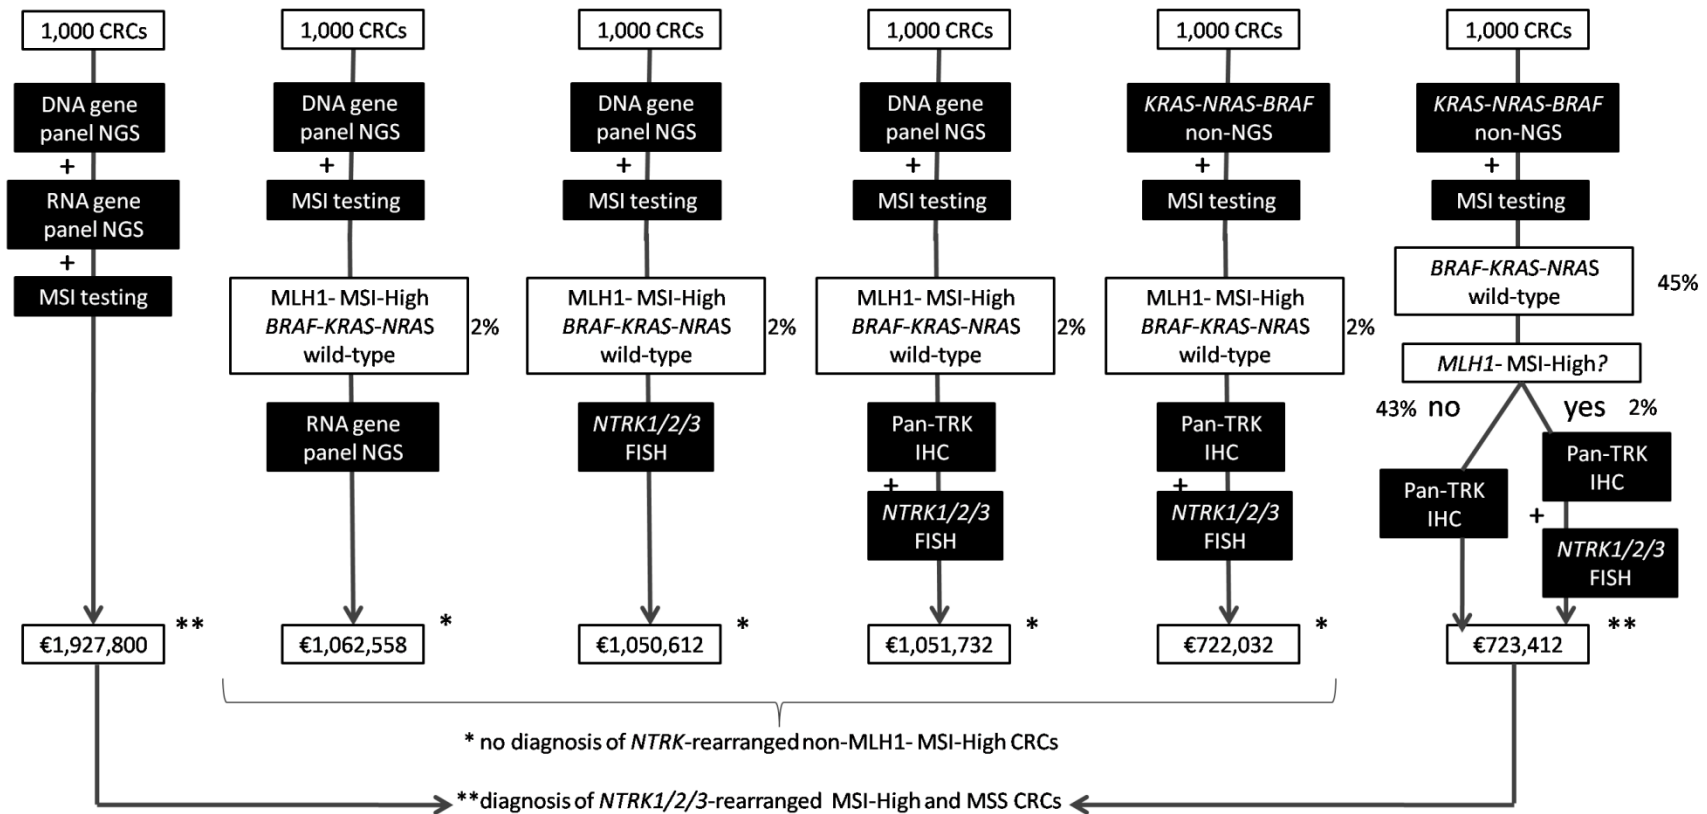 1,000 CRCs
DNA gene
panel NGS
+
RNA gene
panel NGS
+
MSI testing
€1,927,800
**
1,000 CRCs
DNA gene
panel NGS
+
MSI testing
MLH1- MSI-High
BRAF-KRAS-NRAS
wild-type
2%
RNA gene
panel NGS
€1,062,558
*
1,000 CRCs
DNA gene
panel NGS
+
MSI testing
MLH1- MSI-High
BRAF-KRAS-NRAS
wild-type
2%
NTRK1/2/3
FISH
€1,050,612
*
1,000 CRCs
DNA gene
panel NGS
+
MSI testing
MLH1- MSI-High
BRAF-KRAS-NRAS
wild-type
2%
Pan-TRK
IHC
+
NTRK1/2/3
FISH
€1,051,732
*
1,000 CRCs
KRAS-NRAS-BRAF
non-NGS
+
MSI testing
MLH1- MSI-High
BRAF-KRAS-NRAS
wild-type
2%
Pan-TRK
IHC
+
NTRK1/2/3
FISH
€722,032
*
1,000 CRCs
KRAS-NRAS-BRAF
non-NGS
+
MSI testing
BRAF-KRAS-NRAS
wild-type
45%
MLH1- MSI-High?
43% no
yes 2%
Pan-TRK
IHC
Pan-TRK
IHC
+
NTRK1/2/3
FISH
€723,412
**
* no diagnosis of NTRK-rearranged non-MLH1- MSI-High CRCs
**diagnosis of NTRK1/2/3-rearranged MSI-High and MSS CRCs